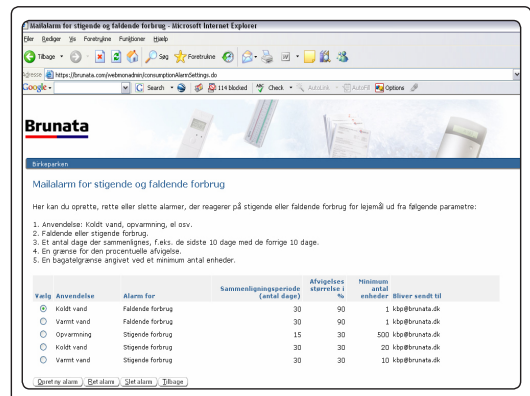 Mailalarm for stigende og faldende forbrug - Microsoft Internet Explorer
Filer Rediger Vis Foretrukne Funktioner Hjælp
Tilbage Søg Foretrukne
Adresse https://brunata.com/webmonadmin/consumptionAlarmSettings.do
Google Search 114 blocked Check AutoLink AutoFill Options
Brunata
Birkeparken
Mailalarm for stigende og faldende forbrug
Her kan du oprette, rette eller slette alarmer, der reagerer på stigende eller faldende forbrug for lejemål ud fra følgende parametre:
1. Anvendelse: Koldt vand, opvarmning, el osv.
2. Faldende eller stigende forbrug.
3. Et antal dage der sammenlignes, f.eks. de sidste 10 dage med de forrige 10 dage.
4. En grænse for den procentuelle afvigelse.
5. En bagatelgrænse angivet ved et minimum antal enheder.
Vælg Anvendelse Alarm for Sammenligningsperiode (antal dage) Afvigelses størrelse i % Minimum antal enheder Bliver sendt til
Koldt vand Faldende forbrug 30 90 1 kbp@brunata.dk
Varmt vand Faldende forbrug 30 90 1 kbp@brunata.dk
Opvarmning Stigende forbrug 15 30 500 kbp@brunata.dk
Koldt vand Stigende forbrug 30 30 20 kbp@brunata.dk
Varmt vand Stigende forbrug 30 30 10 kbp@brunata.dk
Opret ny alarm Ret alarm Slet alarm Tilbage